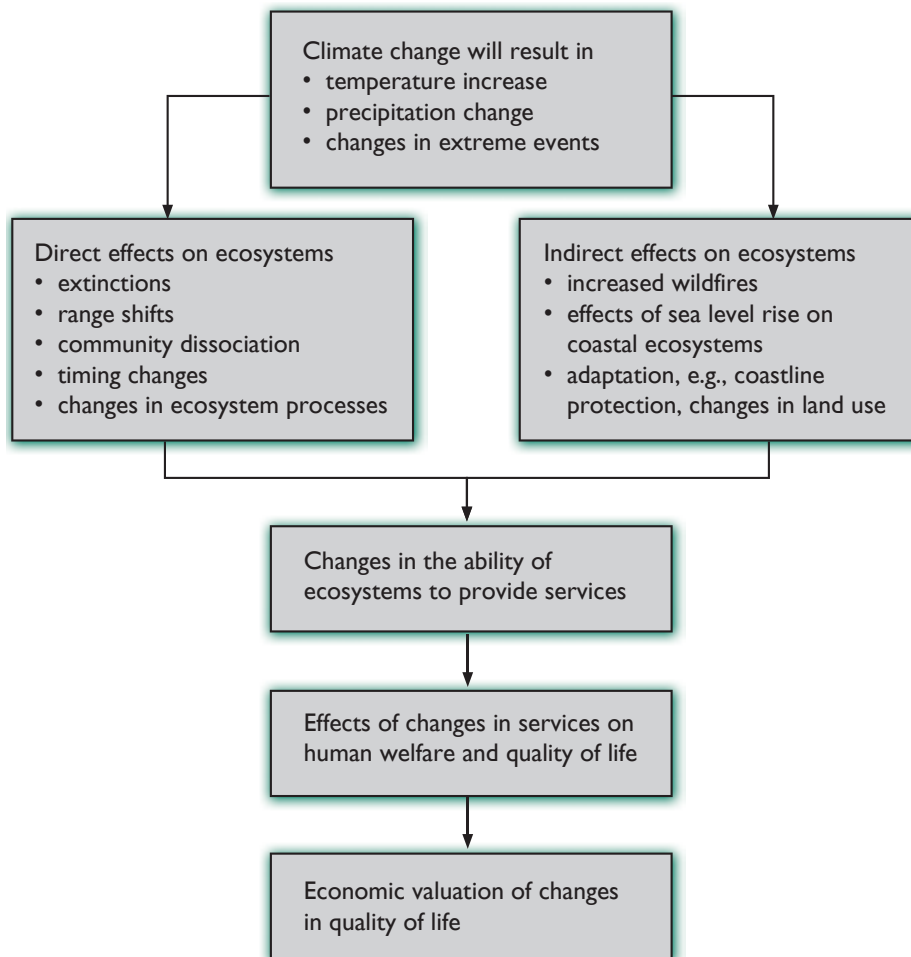 Climate change will result in
• temperature increase
• precipitation change
• changes in extreme events
Direct effects on ecosystems
• extinctions
• range shifts
• community dissociation
• timing changes
• changes in ecosystem processes
Indirect effects on ecosystems
• increased wildfires
• effects of sea level rise on
coastal ecosystems
• adaptation, e.g., coastline
protection, changes in land use
Changes in the ability of
ecosystems to provide services
Effects of changes in services on
human welfare and quality of life
Economic valuation of changes
in quality of life